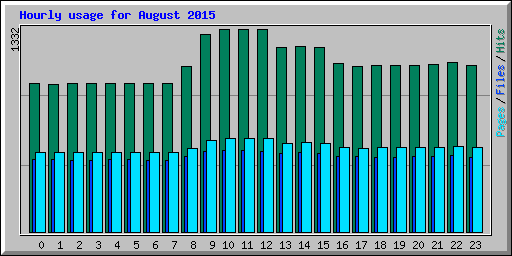 Hourly usage for August 2015
1332
Pages/Files/Hits
0 1 2 3 4 5 6 7 8 9 10 11 12 13 14 15 16 17 18 19 20 21 22 23